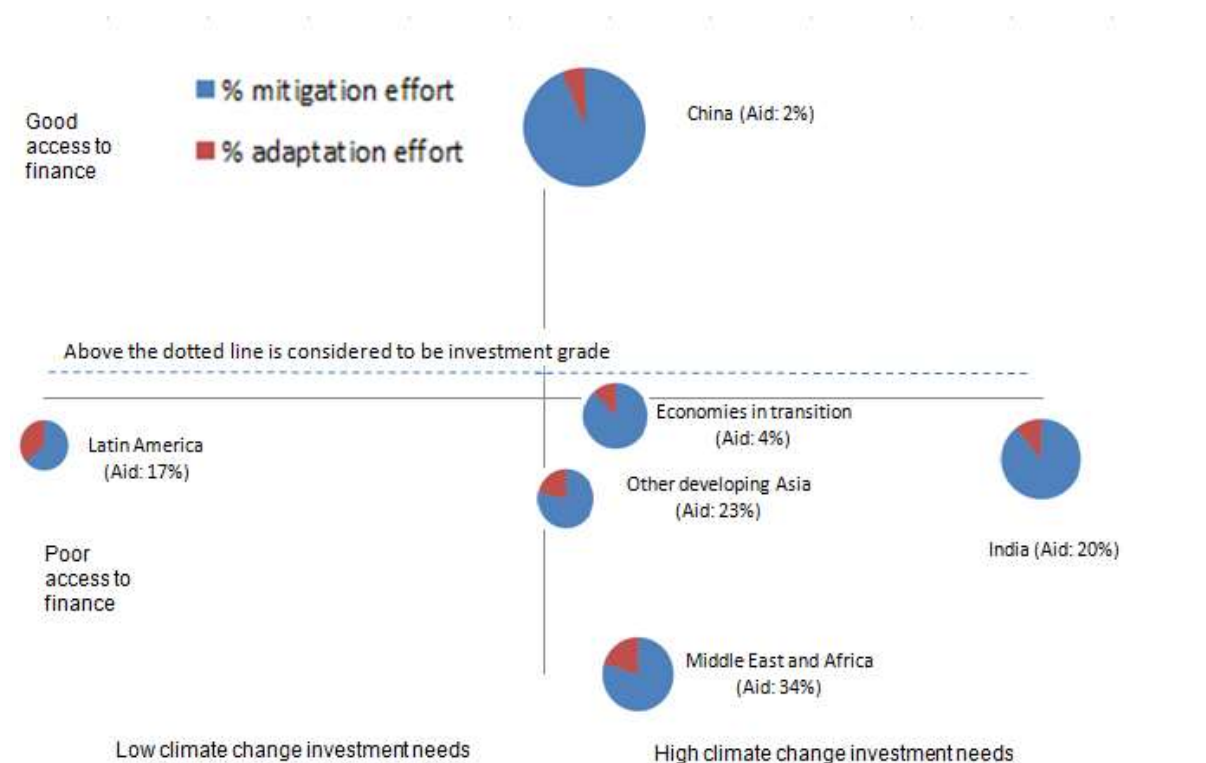 % mitigation effort
% adaptation effort
Good
access to
finance
China (Aid: 2%)
Above the dotted line is considered to be investment grade
Economies in transition
(Aid: 4%)
Latin America
(Aid: 17%)
Other developing Asia
(Aid: 23%)
India (Aid: 20%)
Poor
access to
finance
Middle East and Africa
(Aid: 34%)
Low climate change investment needs
High climate change investment needs